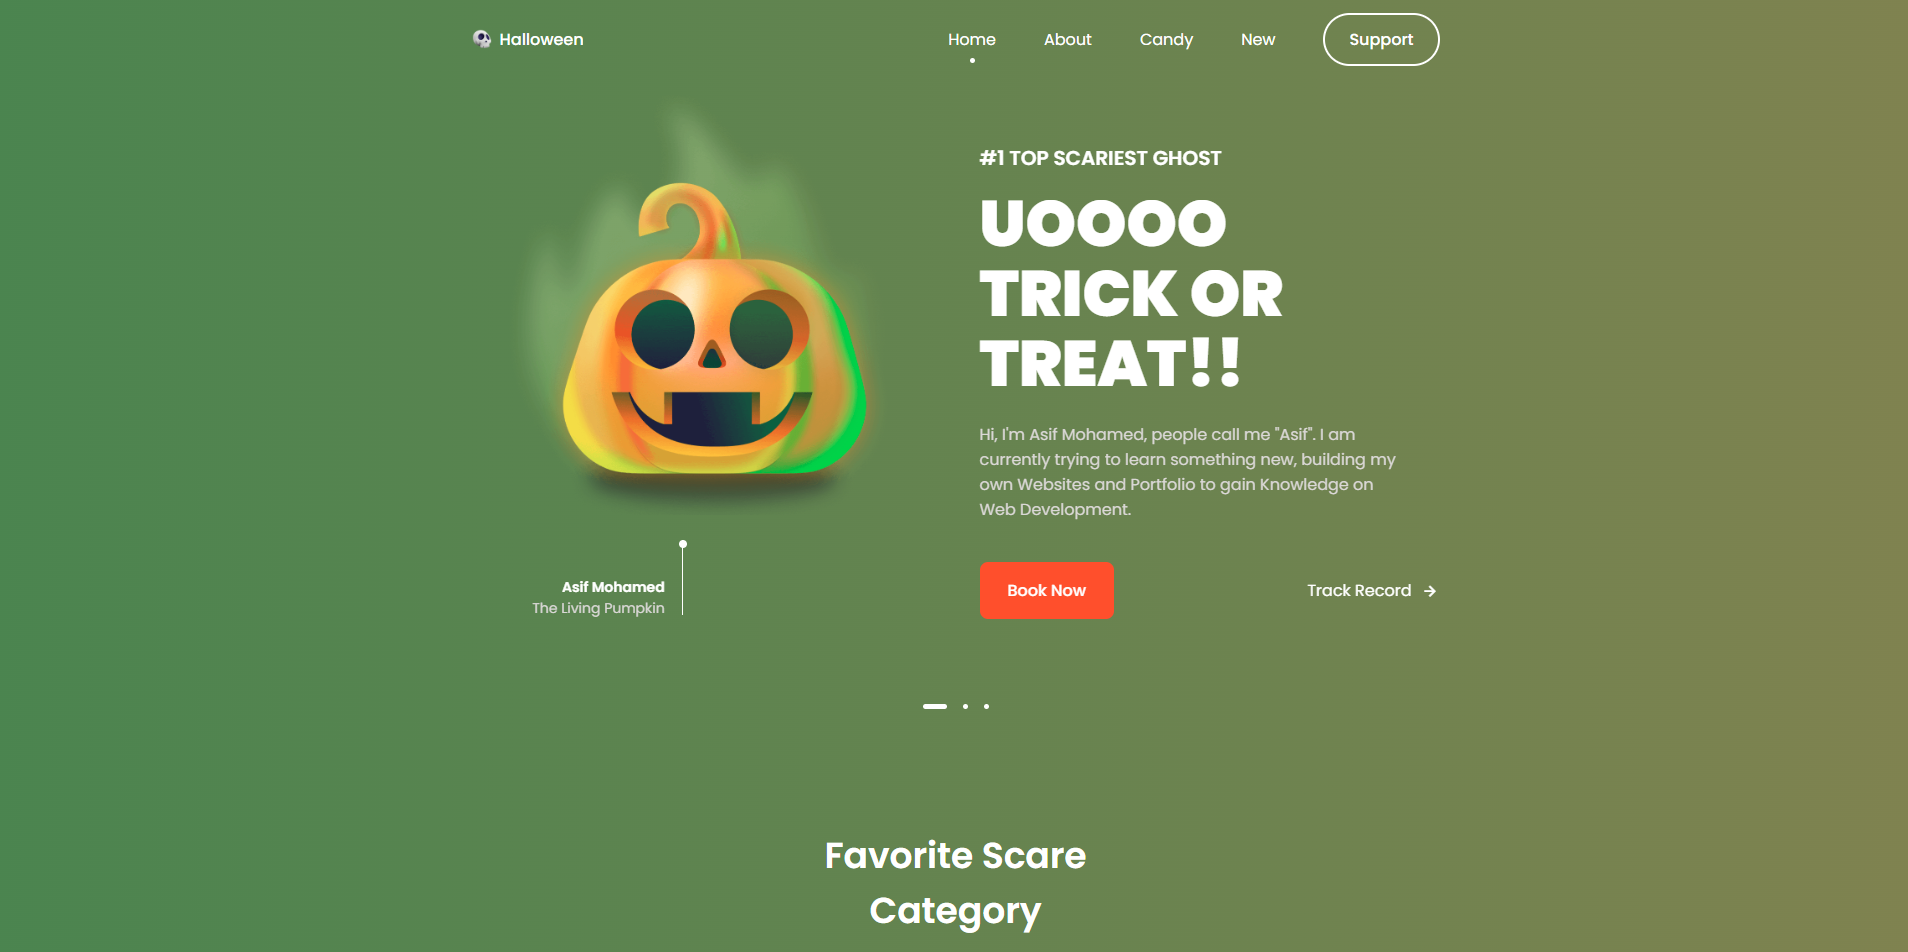 Halloween
Home
About
Candy
New
Support
#1 TOP SCARIEST GHOST
UOOOO
TRICK OR
TREAT!!
Hi, I'm Asif Mohamed, people call me "Asif". I am
currently trying to learn something new, building my
own Websites and Portfolio to gain Knowledge on
Web Development.
Asif Mohamed
The Living Pumpkin
Book Now
Track Record
Favorite Scare
Category